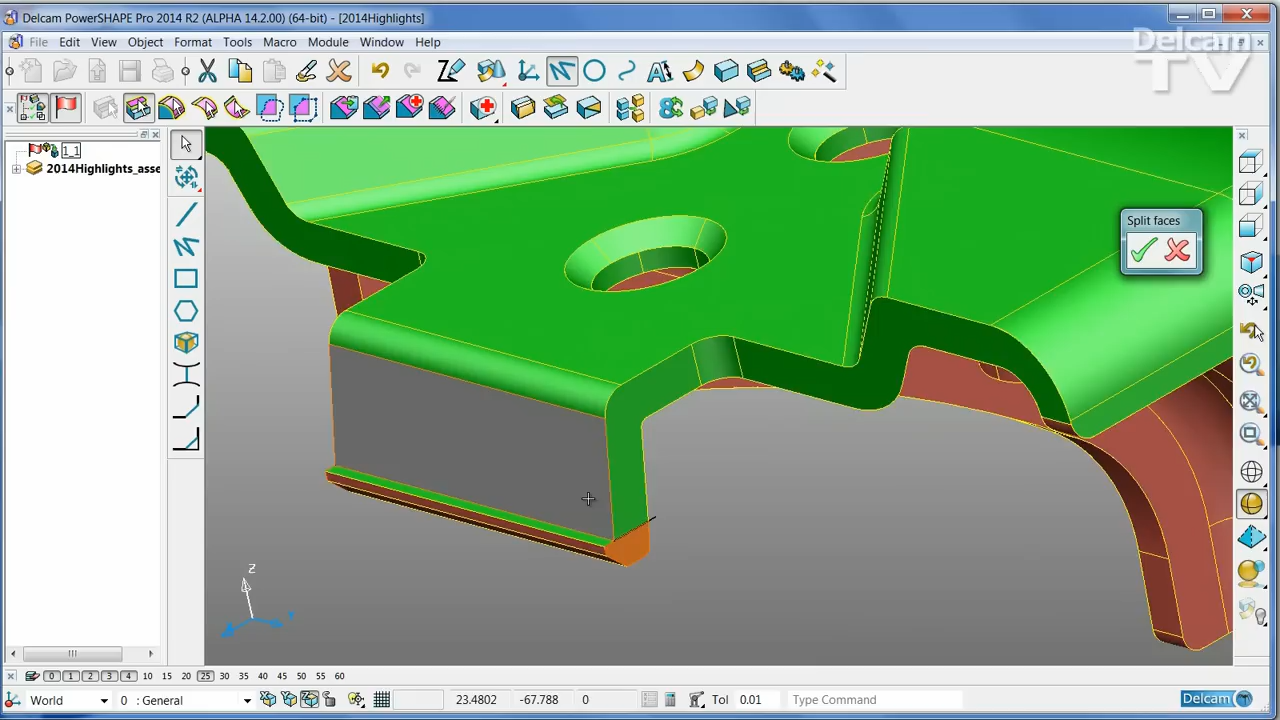 Delcam PowerSHAPE Pro 2014 R2 (ALPHA 14.2.00) (64-bit) - [2014Highlights]
File Edit View Object Format Tools Macro Module Window Help
Delcam
TV
1_1
2014Highlights_asse
Split faces
Z
Y
0 1 2 3 4 10 15 20 25 30 35 40 45 50 55 60
World 0 : General 23.4802 -67.788 0 Tol 0.01 Type Command Delcam